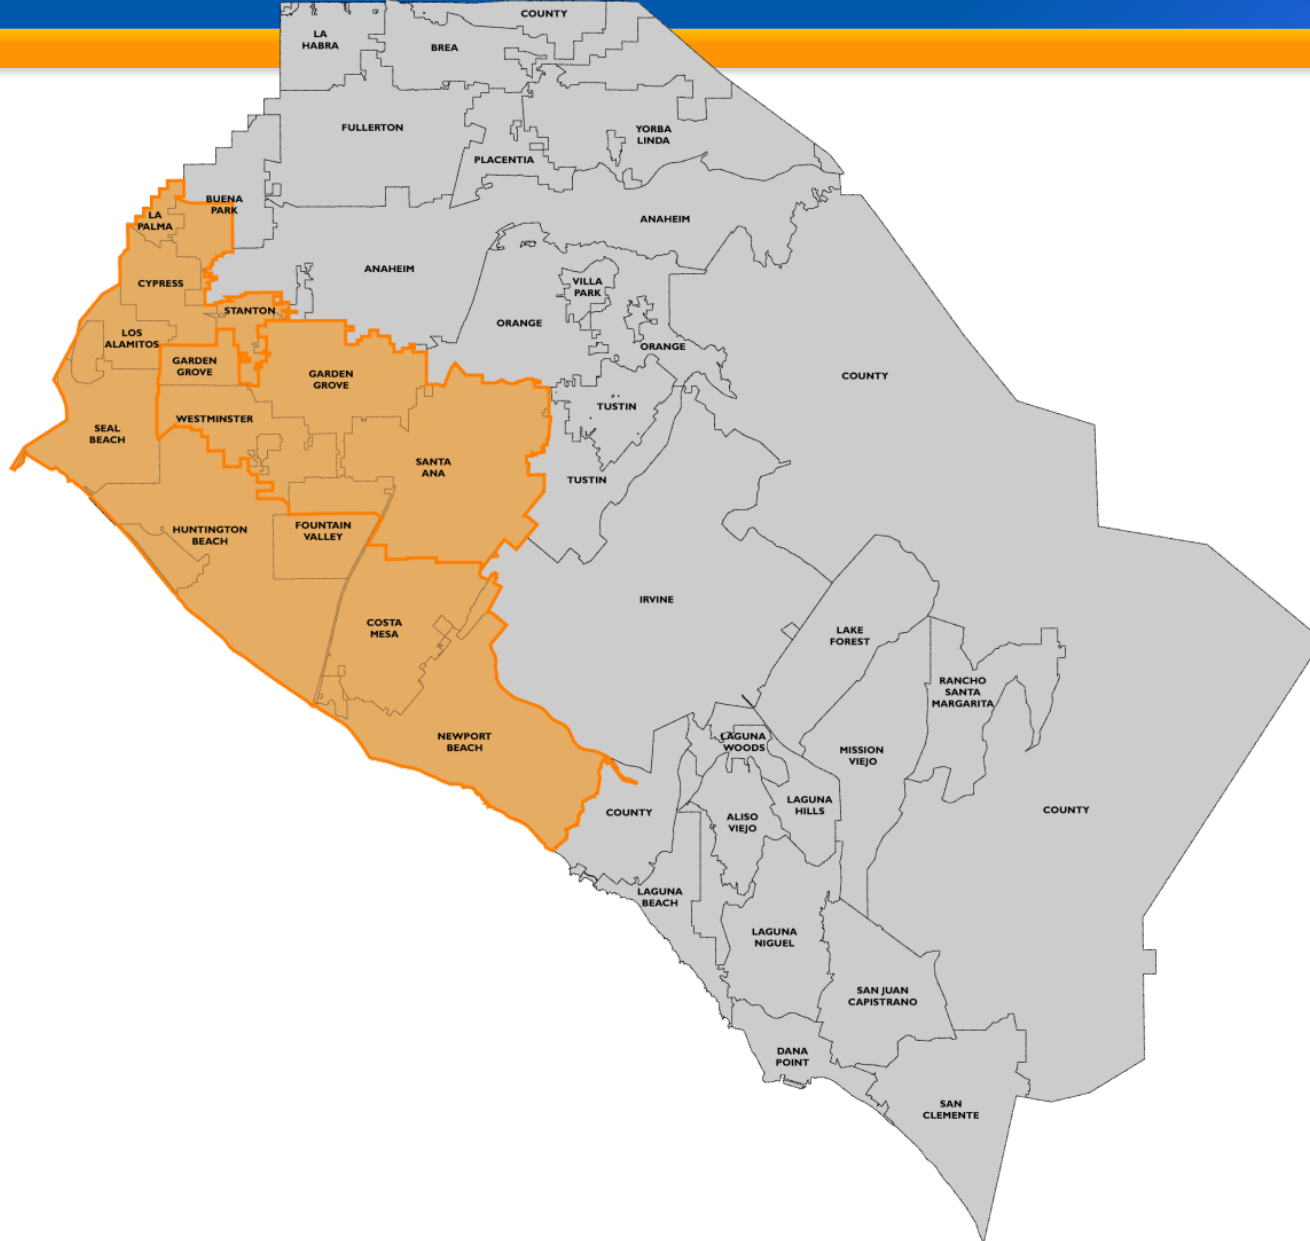 COUNTY
LA
HABRA
BREA
FULLERTON
YORBA
LINDA
PLACENTIA
BUENA
PARK
LA
PALMA
ANAHEIM
ANAHEIM
CYPRESS
VILLA
PARK
STANTON
ORANGE
LOS
ALAMITOS
ORANGE
GARDEN
GROVE
GARDEN
GROVE
COUNTY
TUSTIN
WESTMINSTER
SEAL
BEACH
SANTA
ANA
TUSTIN
HUNTINGTON
BEACH
FOUNTAIN
VALLEY
IRVINE
COSTA
MESA
LAKE
FOREST
RANCHO
SANTA
MARGARITA
NEWPORT
BEACH
LAGUNA
WOODS
MISSION
VIEJO
LAGUNA
HILLS
COUNTY
ALISO
VIEJO
COUNTY
LAGUNA
BEACH
LAGUNA
NIGUEL
SAN JUAN
CAPISTRANO
DANA
POINT
SAN
CLEMENTE